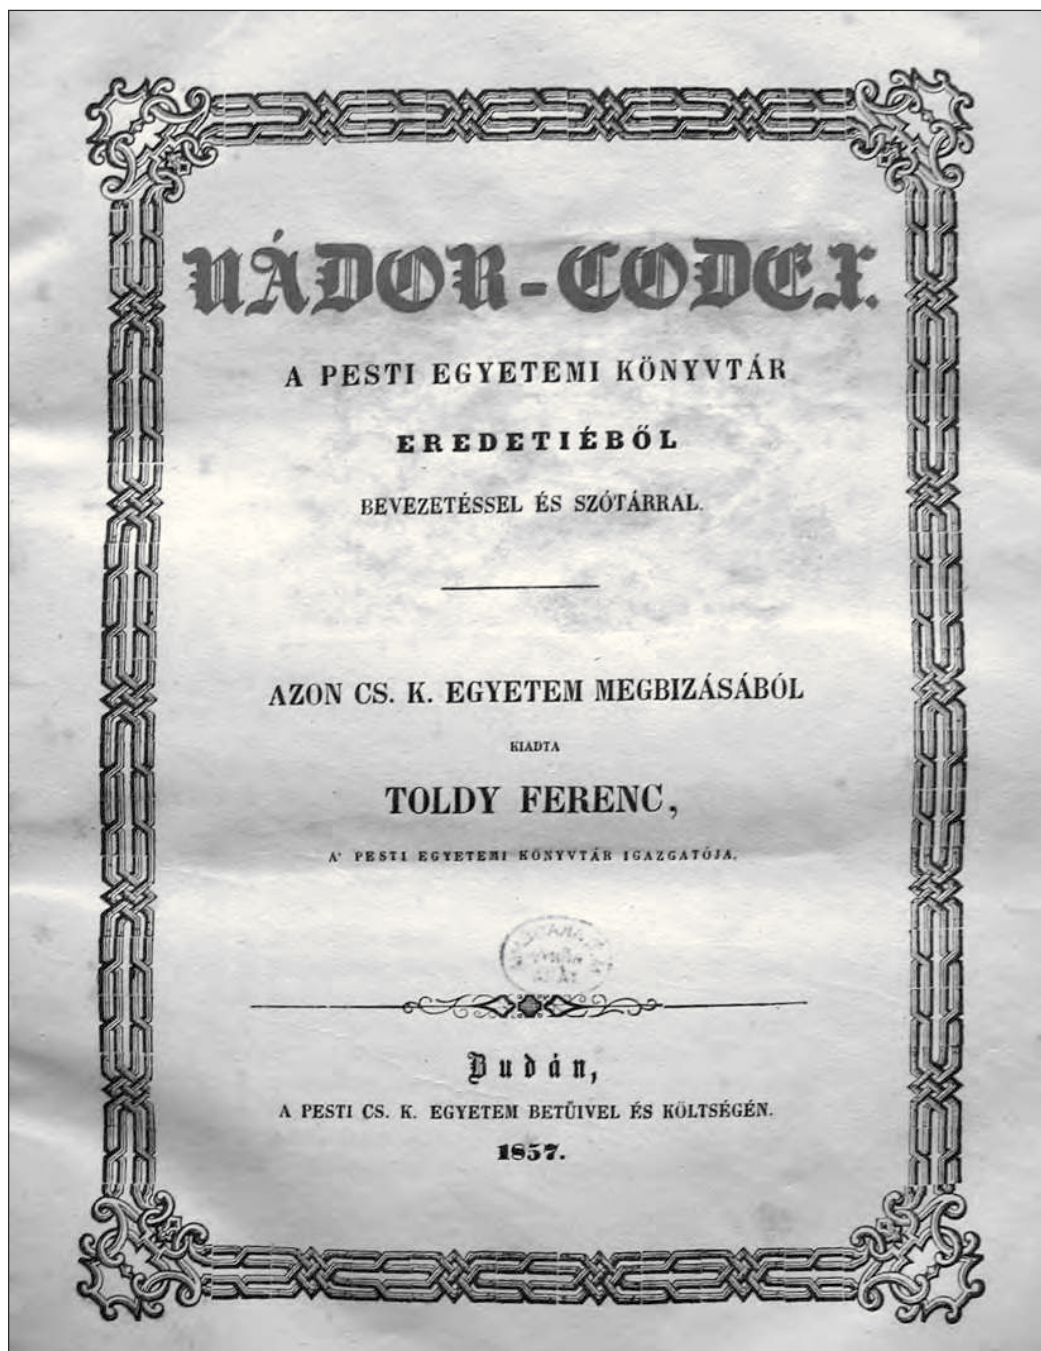 NÁDOR-CODEX.
A PESTI EGYETEMI KÖNYVTÁR
EREDETIÉBŐL
BEVEZETÉSSEL ÉS SZÓTÁRRAL.
AZON CS. K. EGYETEM MEGBIZÁSÁBÓL
KIADTA
TOLDY FERENC,
A' PESTI EGYETEMI KÖNYVTÁR IGAZGATÓJA.
Budán,
A PESTI CS. K. EGYETEM BETŰIVEL ÉS KÖLTSÉGÉN.
1857.